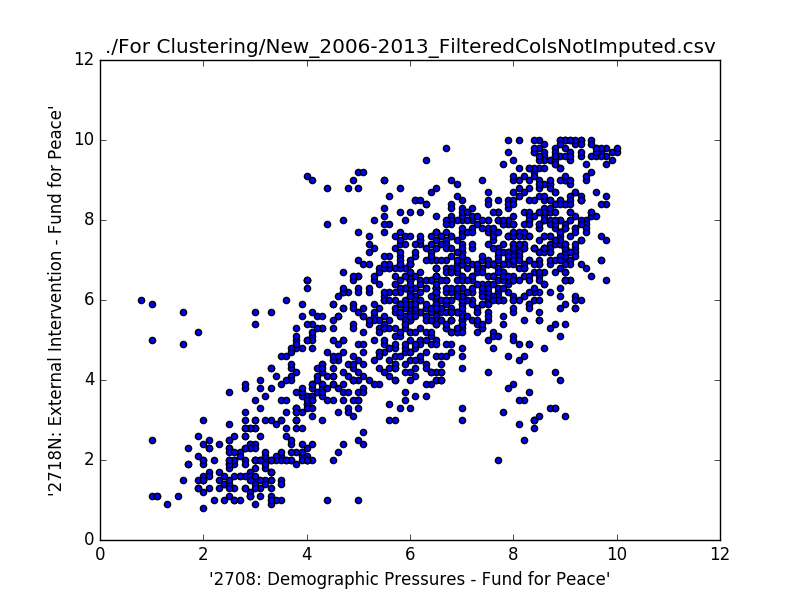 ./For Clustering/New_2006-2013_FilteredColsNotImputed.csv
12
10
8
6
4
2
0
'2718N: External Intervention - Fund for Peace'
0 2 4 6 8 10 12
'2708: Demographic Pressures - Fund for Peace'